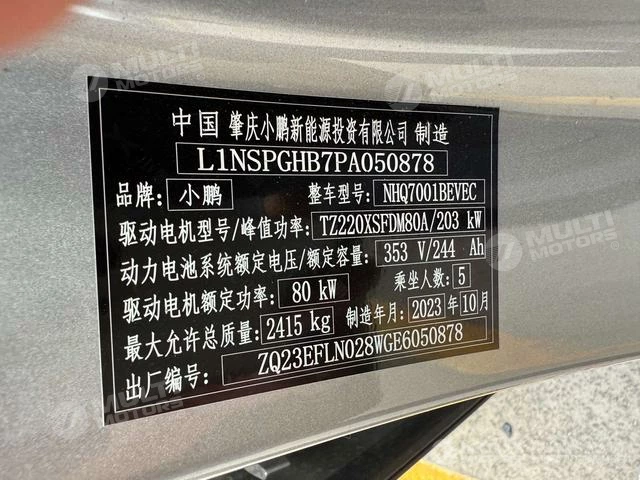 中国 肇庆小鹏新能源投资有限公司 制造
L1NSPGHB7PA050878
品牌: 小鹏 整车型号: NHQ7001BEVEC
驱动电机型号/峰值功率: TZ220XSFDM80A/203 kW
动力电池系统额定电压/额定容量: 353 V/244 Ah
驱动电机额定功率: 80 kW 乘坐人数: 5
最大允许总质量: 2415 kg 制造年月: 2023 年 10 月
出厂编号: ZQ23EFLN028WGE6050878
MULTI MOTORS
MULTI MOTORS
MULTI MOTORS
MULTI MOTORS